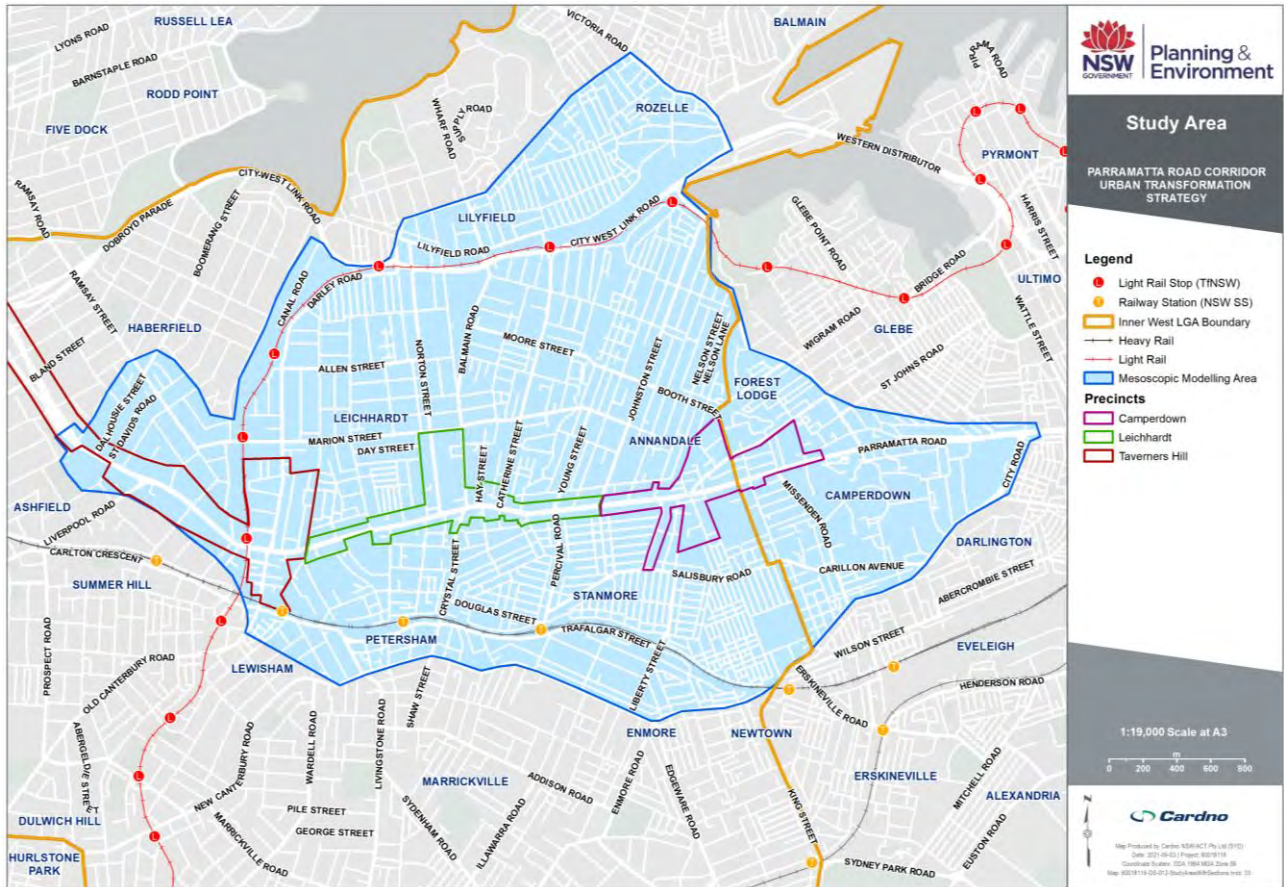 RUSSELL LEA
LYONS ROAD
BARNSTAPLE ROAD
RODD POINT
FIVE DOCK
VICTORIA ROAD
BALMAIN
ROZELLE
WHARF ROAD
SUPPLY ROAD
WESTERN DISTRIBUTOR
PYRMONT
HARRIS STREET
RAMSAY ROAD
CITY-WEST LINK ROAD
DOBROYD PARADE
BOOMERANG STREET
LILYFIELD
LILYFIELD ROAD
CITY WEST LINK ROAD
GLEBE POINT ROAD
BRIDGE ROAD
ULTIMO
WATTLE STREET
RAMSAY STREET
HABERFIELD
CANAL ROAD
DARLEY ROAD
BALMAIN ROAD
MOORE STREET
NORTON STREET
WIGRAM ROAD
GLEBE
ST JOHNS ROAD
BLAND STREET
ALLEN STREET
JOHNSTON STREET
NELSON STREET
NELSON LANE
FOREST
LODGE
BOOTH STREET
DALHOUSIE STREET
ST DAVIDS ROAD
LEICHHARDT
MARION STREET
DAY STREET
HAY STREET
CATHERINE STREET
YOUNG STREET
ANNANDALE
PARRAMATTA ROAD
CITY ROAD
CAMPERDOWN
MISSENDEN ROAD
ASHFIELD
LIVERPOOL ROAD
CARLTON CRESCENT
SUMMER HILL
CRYSTAL STREET
PERCIVAL ROAD
SALISBURY ROAD
CARILLON AVENUE
DARLINGTON
ABERCROMBIE STREET
STANMORE
DOUGLAS STREET
TRAFALGAR STREET
PETERSHAM
LEWISHAM
WILSON STREET
EVELEIGH
PROSPECT ROAD
OLD CANTERBURY ROAD
SHAW STREET
LIBERTY STREET
ERSKINEVILLE ROAD
HENDERSON ROAD
ENMORE
NEWTOWN
WARDELL ROAD
LIVINGSTONE ROAD
MARRICKVILLE
ADDISON ROAD
ENMORE ROAD
EDGEWARE ROAD
ERSKINEVILLE
MITCHELL ROAD
ALEXANDRIA
NEW CANTERBURY ROAD
DULWICH HILL
PILE STREET
GEORGE STREET
MARRICKVILLE ROAD
SYDENHAM ROAD
ILLAWARRA ROAD
KING STREET
EUSTON ROAD
SYDNEY PARK ROAD
HURLSTONE
PARK
NSW
GOVERNMENT
Planning &
Environment
Study Area
PARRAMATTA ROAD CORRIDOR
URBAN TRANSFORMATION
STRATEGY
Legend
L Light Rail Stop (TfNSW)
T Railway Station (NSW SS)
Inner West LGA Boundary
Heavy Rail
Light Rail
Mesoscopic Modelling Area
Precincts
Camperdown
Leichhardt
Taverners Hill
1:19,000 Scale at A3
m
0 200 400 600 800
N
Cardno
Map Produced by Cardno NSW/ACT Pty Ltd (SYD)